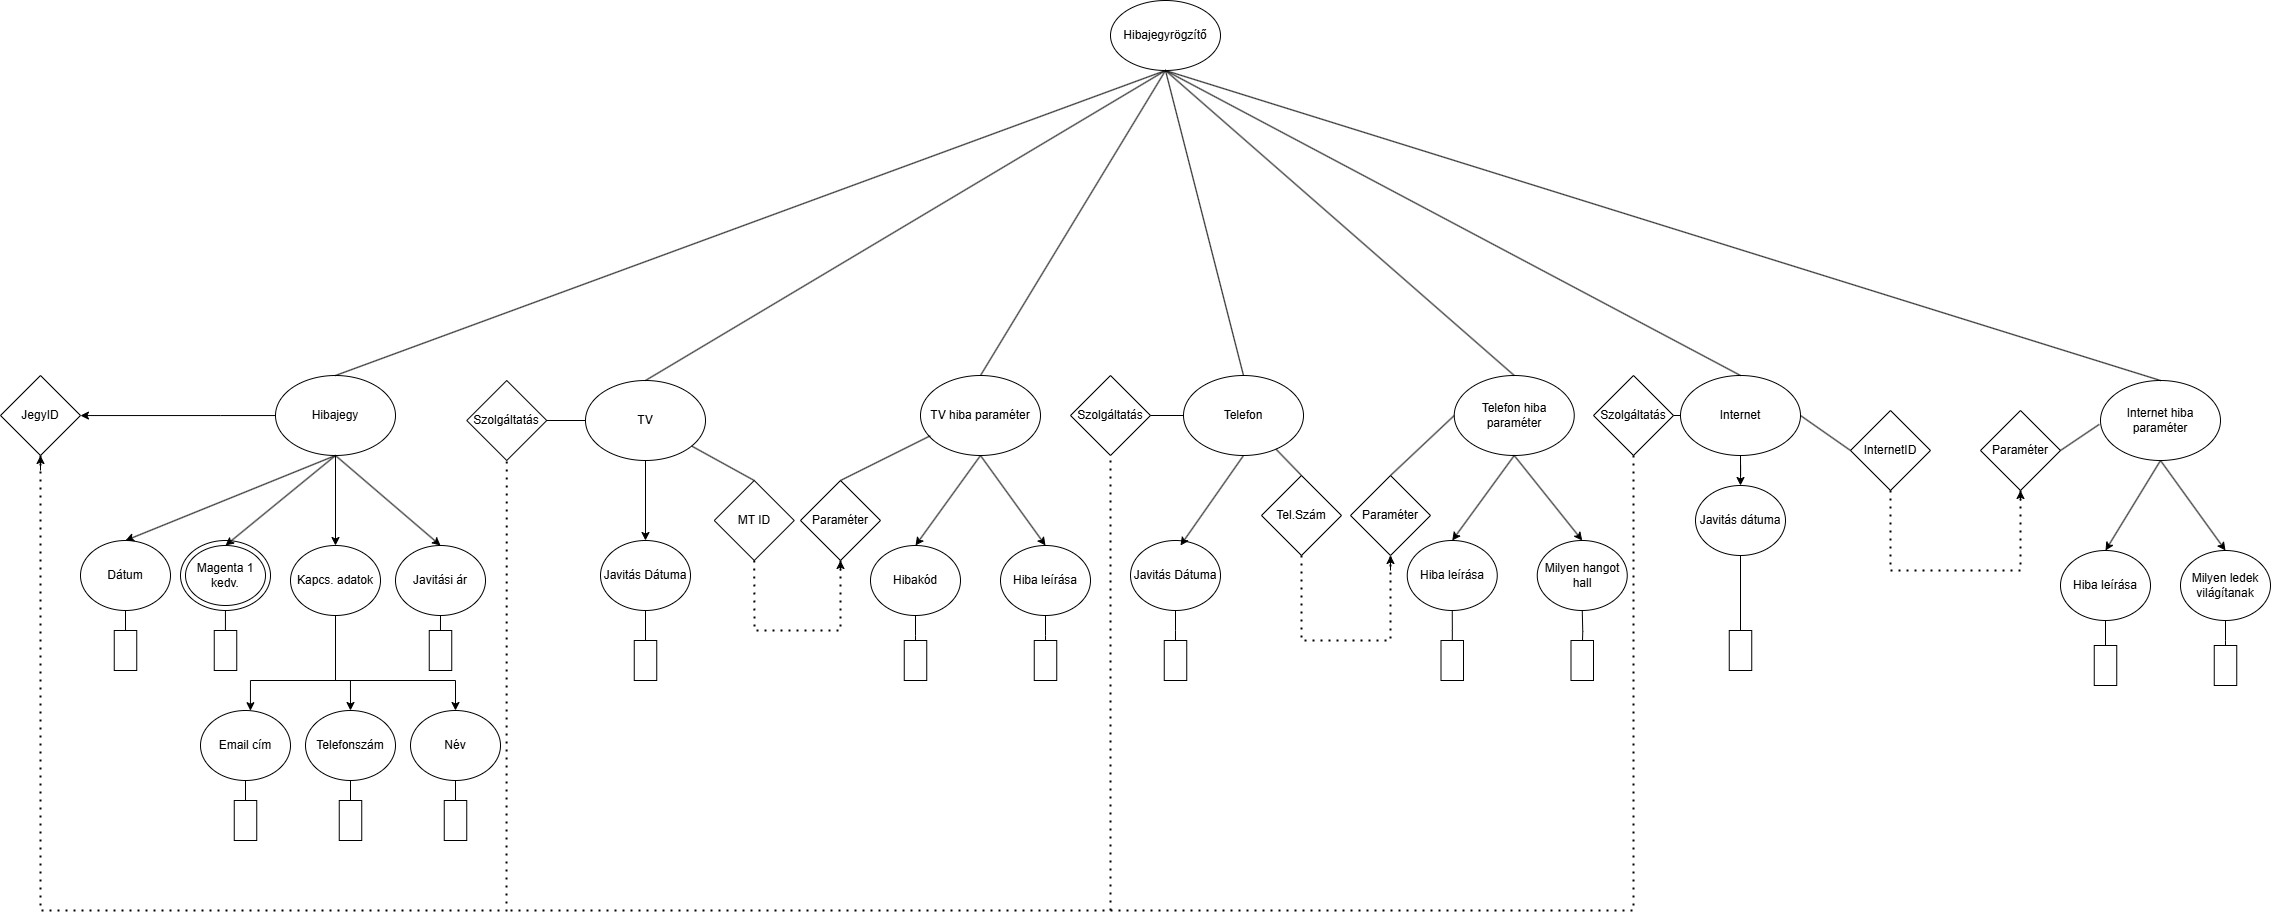 Hibajegyrögzítő
JegyID
Hibajegy
Szolgáltatás
TV
TV hiba paraméter
Szolgáltatás
Telefon
Telefon hiba
paraméter
Szolgáltatás
Internet
InternetID
Paraméter
Internet hiba
paraméter
MT ID
Paraméter
Tel.Szám
Paraméter
Javitás dátuma
Dátum
Magenta 1
kedv.
Kapcs. adatok
Javitási ár
Javitás Dátuma
Hibakód
Hiba leírása
Javitás Dátuma
Hiba leírása
Milyen hangot
hall
Hiba leírása
Milyen ledek
világítanak
Email cím
Telefonszám
Név